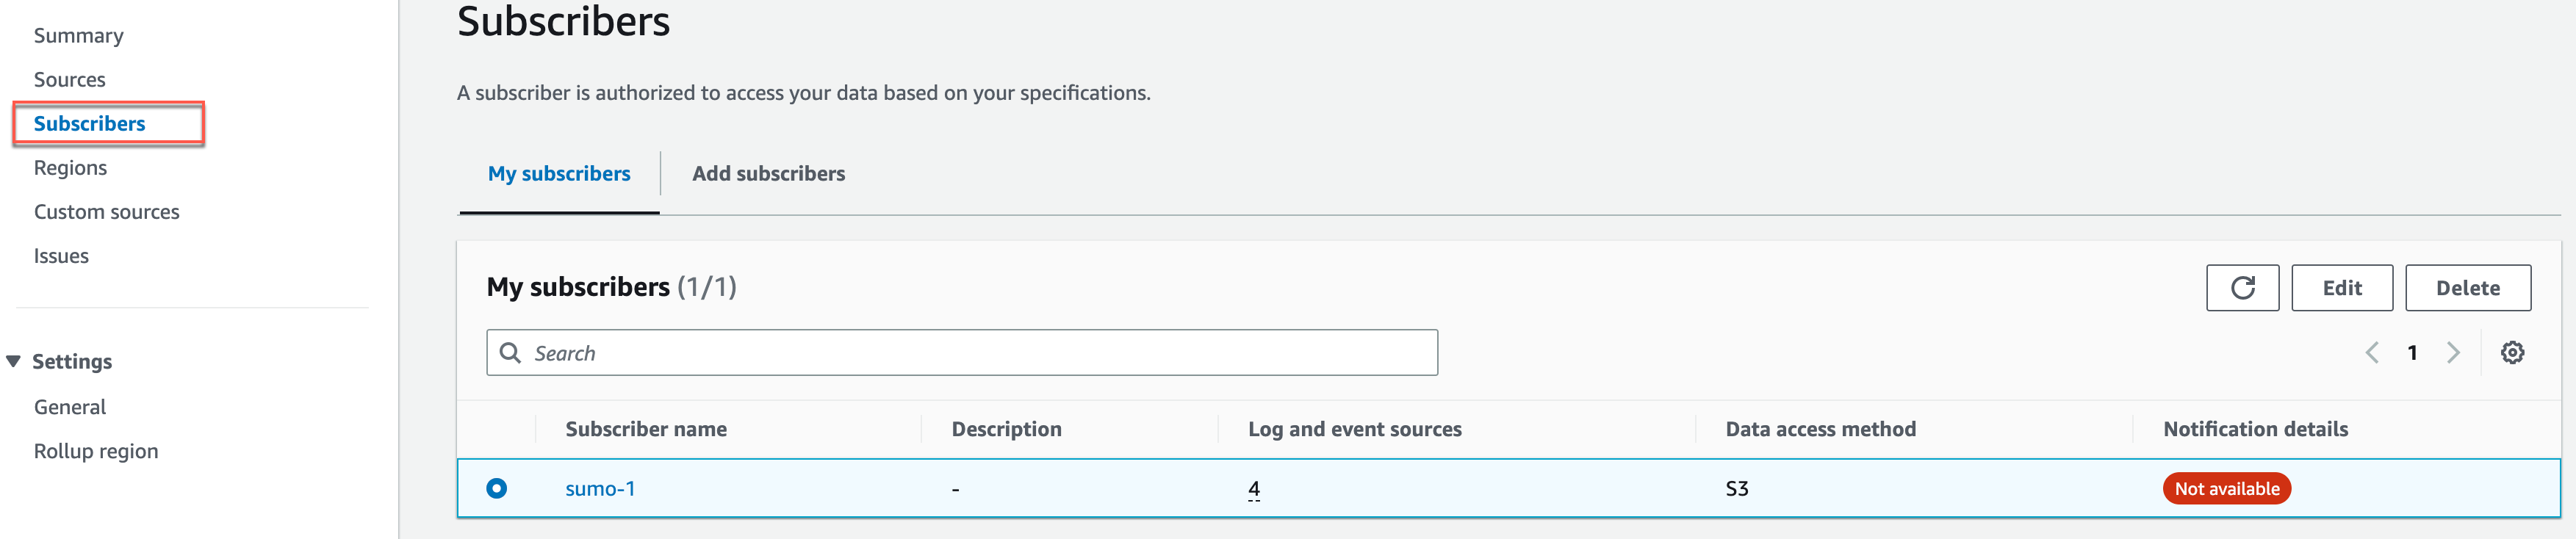 Summary
Sources
Subscribers
Regions
Custom sources
Issues
Settings
General
Rollup region
Subscribers
A subscriber is authorized to access your data based on your specifications.
My subscribers
Add subscribers
My subscribers (1/1)
Edit
Delete
Search
1
Subscriber name
Description
Log and event sources
Data access method
Notification details
sumo-1
-
4
S3
Not available